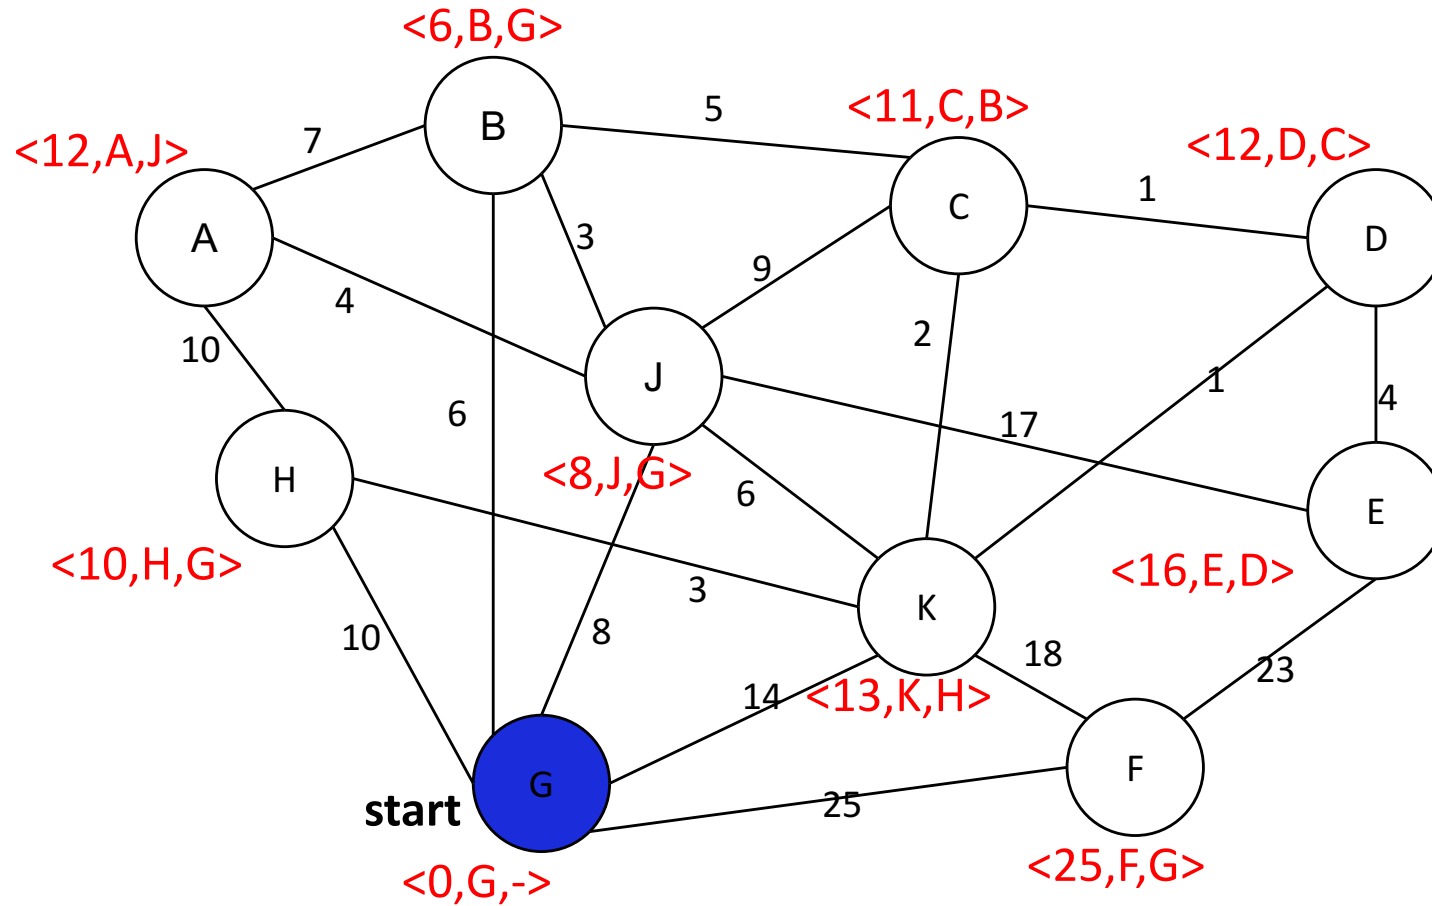 <6,B,G>
B
5
<11,C,B>
7
<12,A,J>
<12,D,C>
1
C
D
A
3
9
4
10
2
J
1
4
6
17
<8,J,G>
H
6
E
<10,H,G>
<16,E,D>
3
K
10
8
18
23
14
<13,K,H>
G
F
start
25
<0,G,->
<25,F,G>